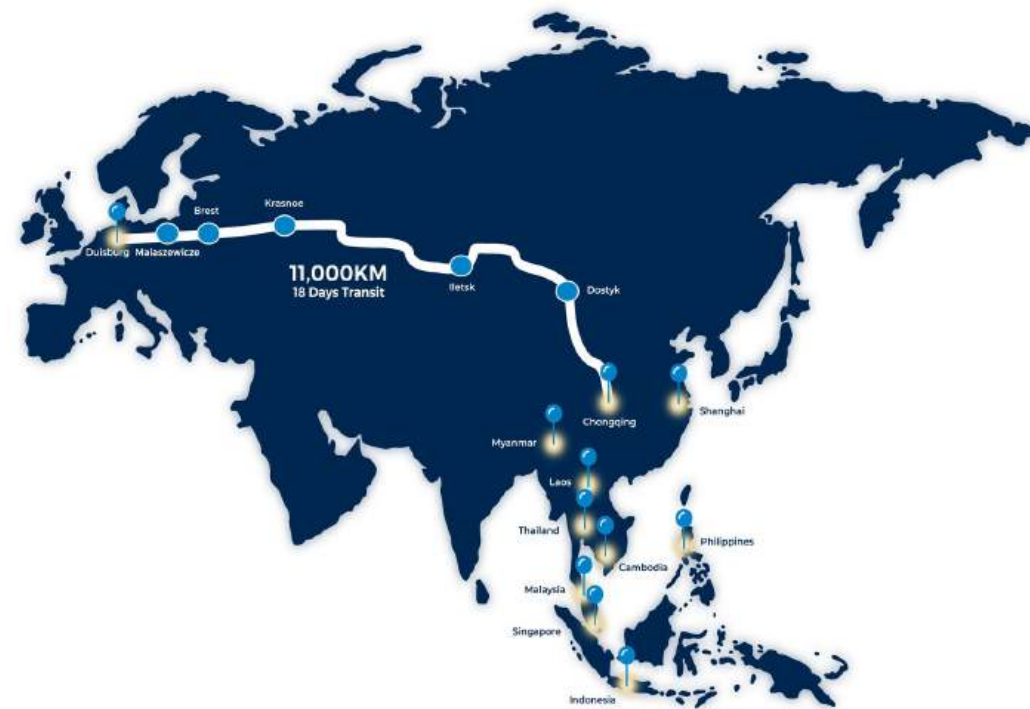 Krasnoe
Brest
Duisburg
Malaszewicze
11,000KM
18 Days Transit
Iletsk
Dostyk
Chongqing
Shanghai
Myanmar
Laos
Thailand
Philippines
Cambodia
Malaysia
Singapore
Indonesia